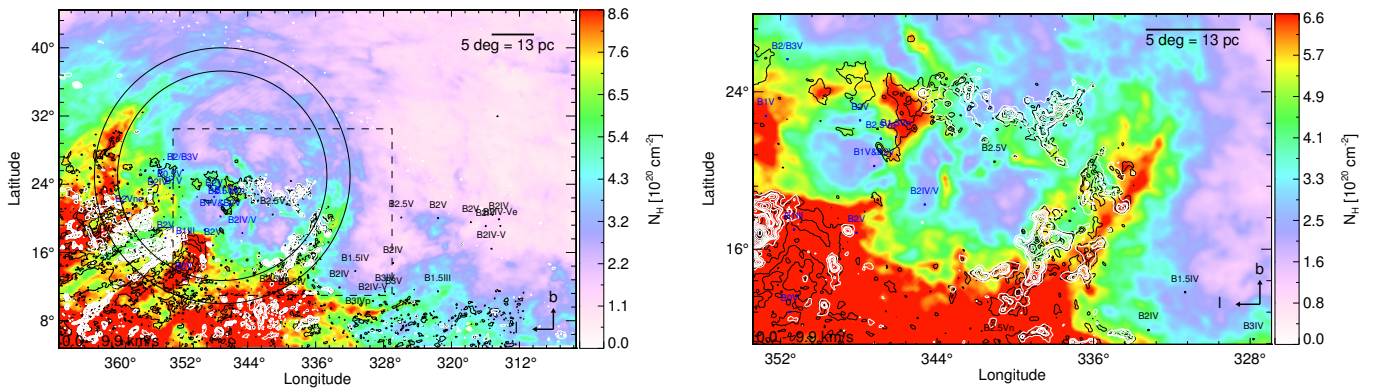 5 deg = 13 pc
40°
32°
24°
16°
8°
Latitude
360
352
344
336
328
320
312
Longitude
B2/B3V
B2.5V
B2.5V
B2V
B2V
B2IV
B2IV-V
B2IV/V
B2IV
B1.5IV
B2IV
B2IV-V
B3IVp
B1.5III
B2V
B1III
b
8.6
7.6
6.5
5.4
4.3
3.2
2.2
1.1
0.0
N_H [10^20 cm^-2]
5 deg = 13 pc
24°
16°
Latitude
352
344
336
328
Longitude
B2/B3V
B1V
B2V
B2.5V
B2IV/V
B2V
B1.5IV
B2IV
B3IV
B2.5Vn
l
b
6.6
5.7
4.9
4.1
3.3
2.5
1.6
0.8
0.0
N_H [10^20 cm^-2]